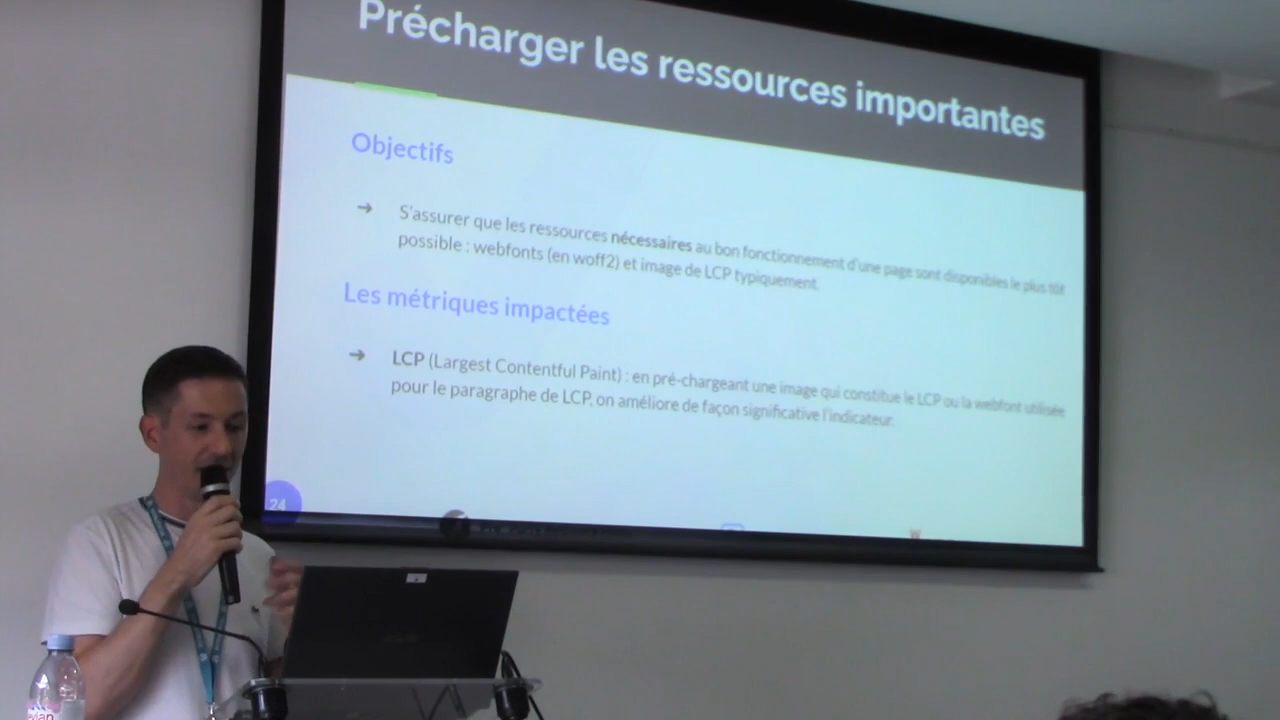 Précharger les ressources importantes
Objectifs
➜ S'assurer que les ressources nécessaires au bon fonctionnement d'une page sont disponibles le plus tôt
possible : webfonts (en woff2) et image de LCP typiquement.
Les métriques impactées
➜ LCP (Largest Contentful Paint) : en pré-chargeant une image qui constitue le LCP ou la webfont utilisée
pour le paragraphe de LCP, on améliore de façon significative l'indicateur.
24
evian